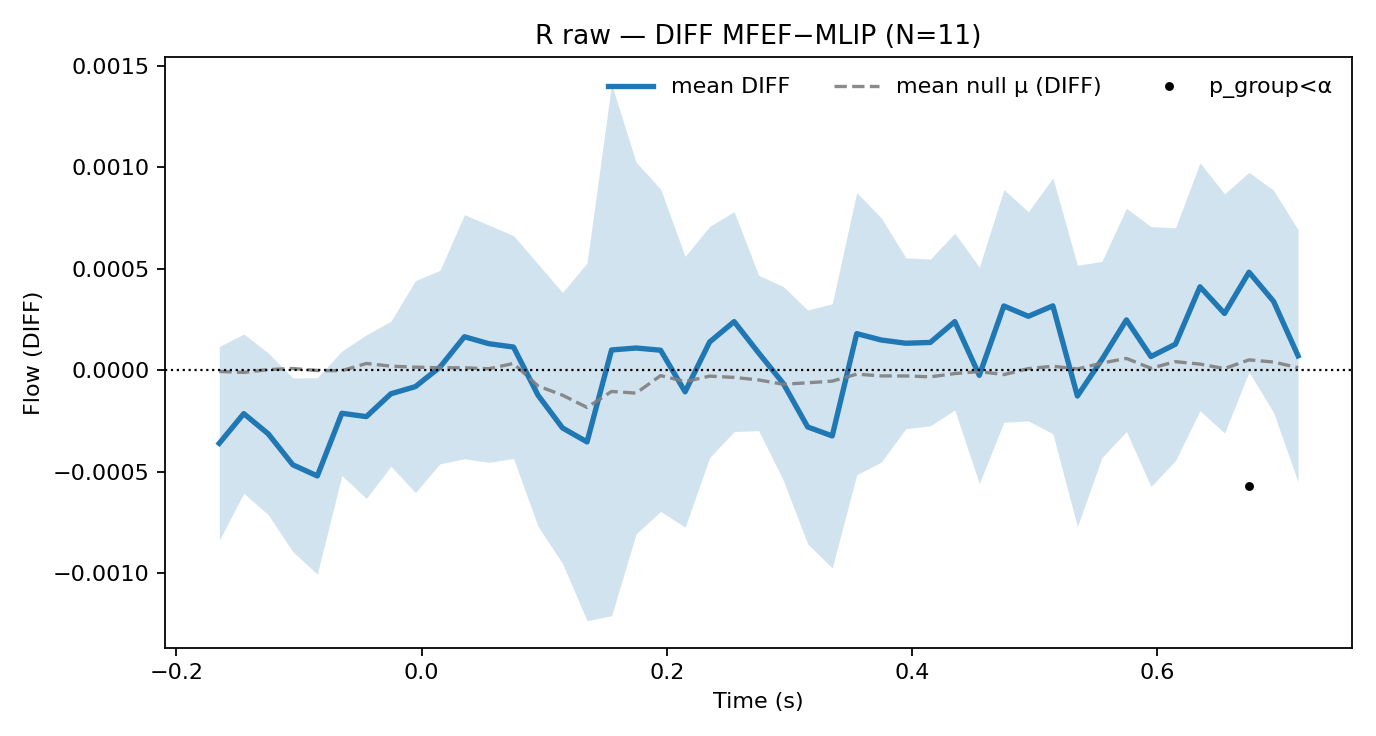 R raw — DIFF MFEF−MLIP (N=11)
mean DIFF
mean null μ (DIFF)
p_group<α
Flow (DIFF)
0.0015
0.0010
0.0005
0.0000
−0.0005
−0.0010
−0.2
0.0
0.2
0.4
0.6
Time (s)